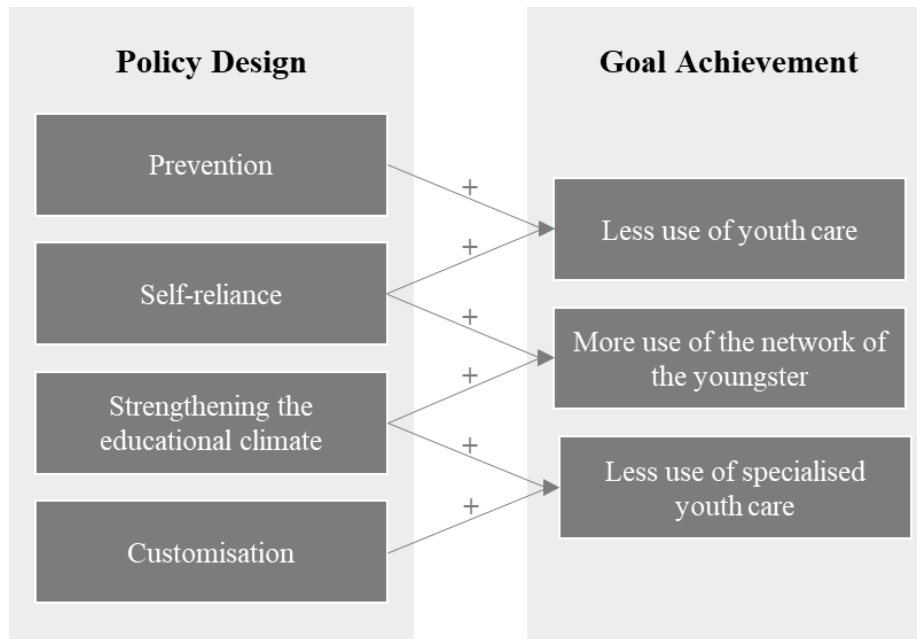 Policy Design
Goal Achievement
Prevention
Self-reliance
Strengthening the
educational climate
Customisation
+
+
+
+
+
+
Less use of youth care
More use of the network of
the youngster
Less use of specialised
youth care